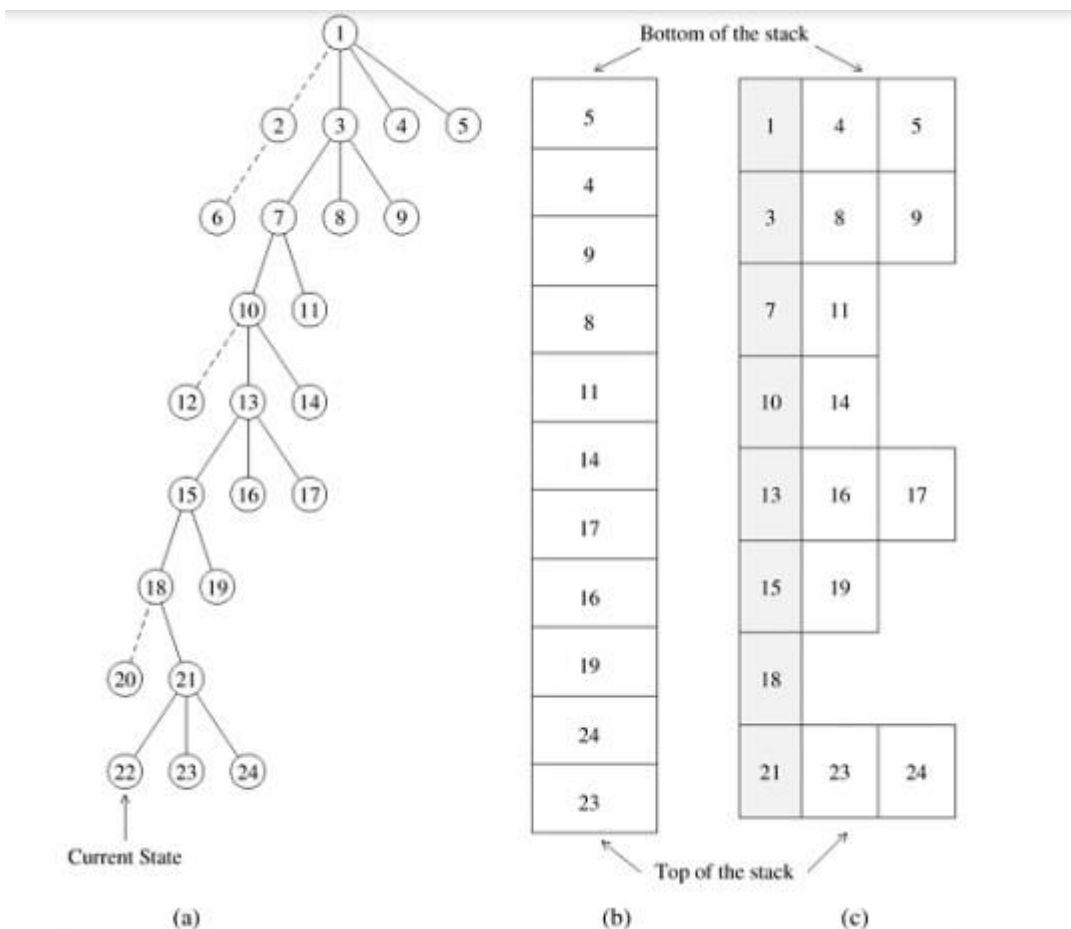 1
2 3 4 5
6 7 8 9
10 11
12 13 14
15 16 17
18 19
20 21
22 23 24
Current State
(a)
Bottom of the stack
5
4
9
8
11
14
17
16
19
24
23
(b)
1 4 5
3 8 9
7 11
10 14
13 16 17
15 19
18
21 23 24
Top of the stack
(c)